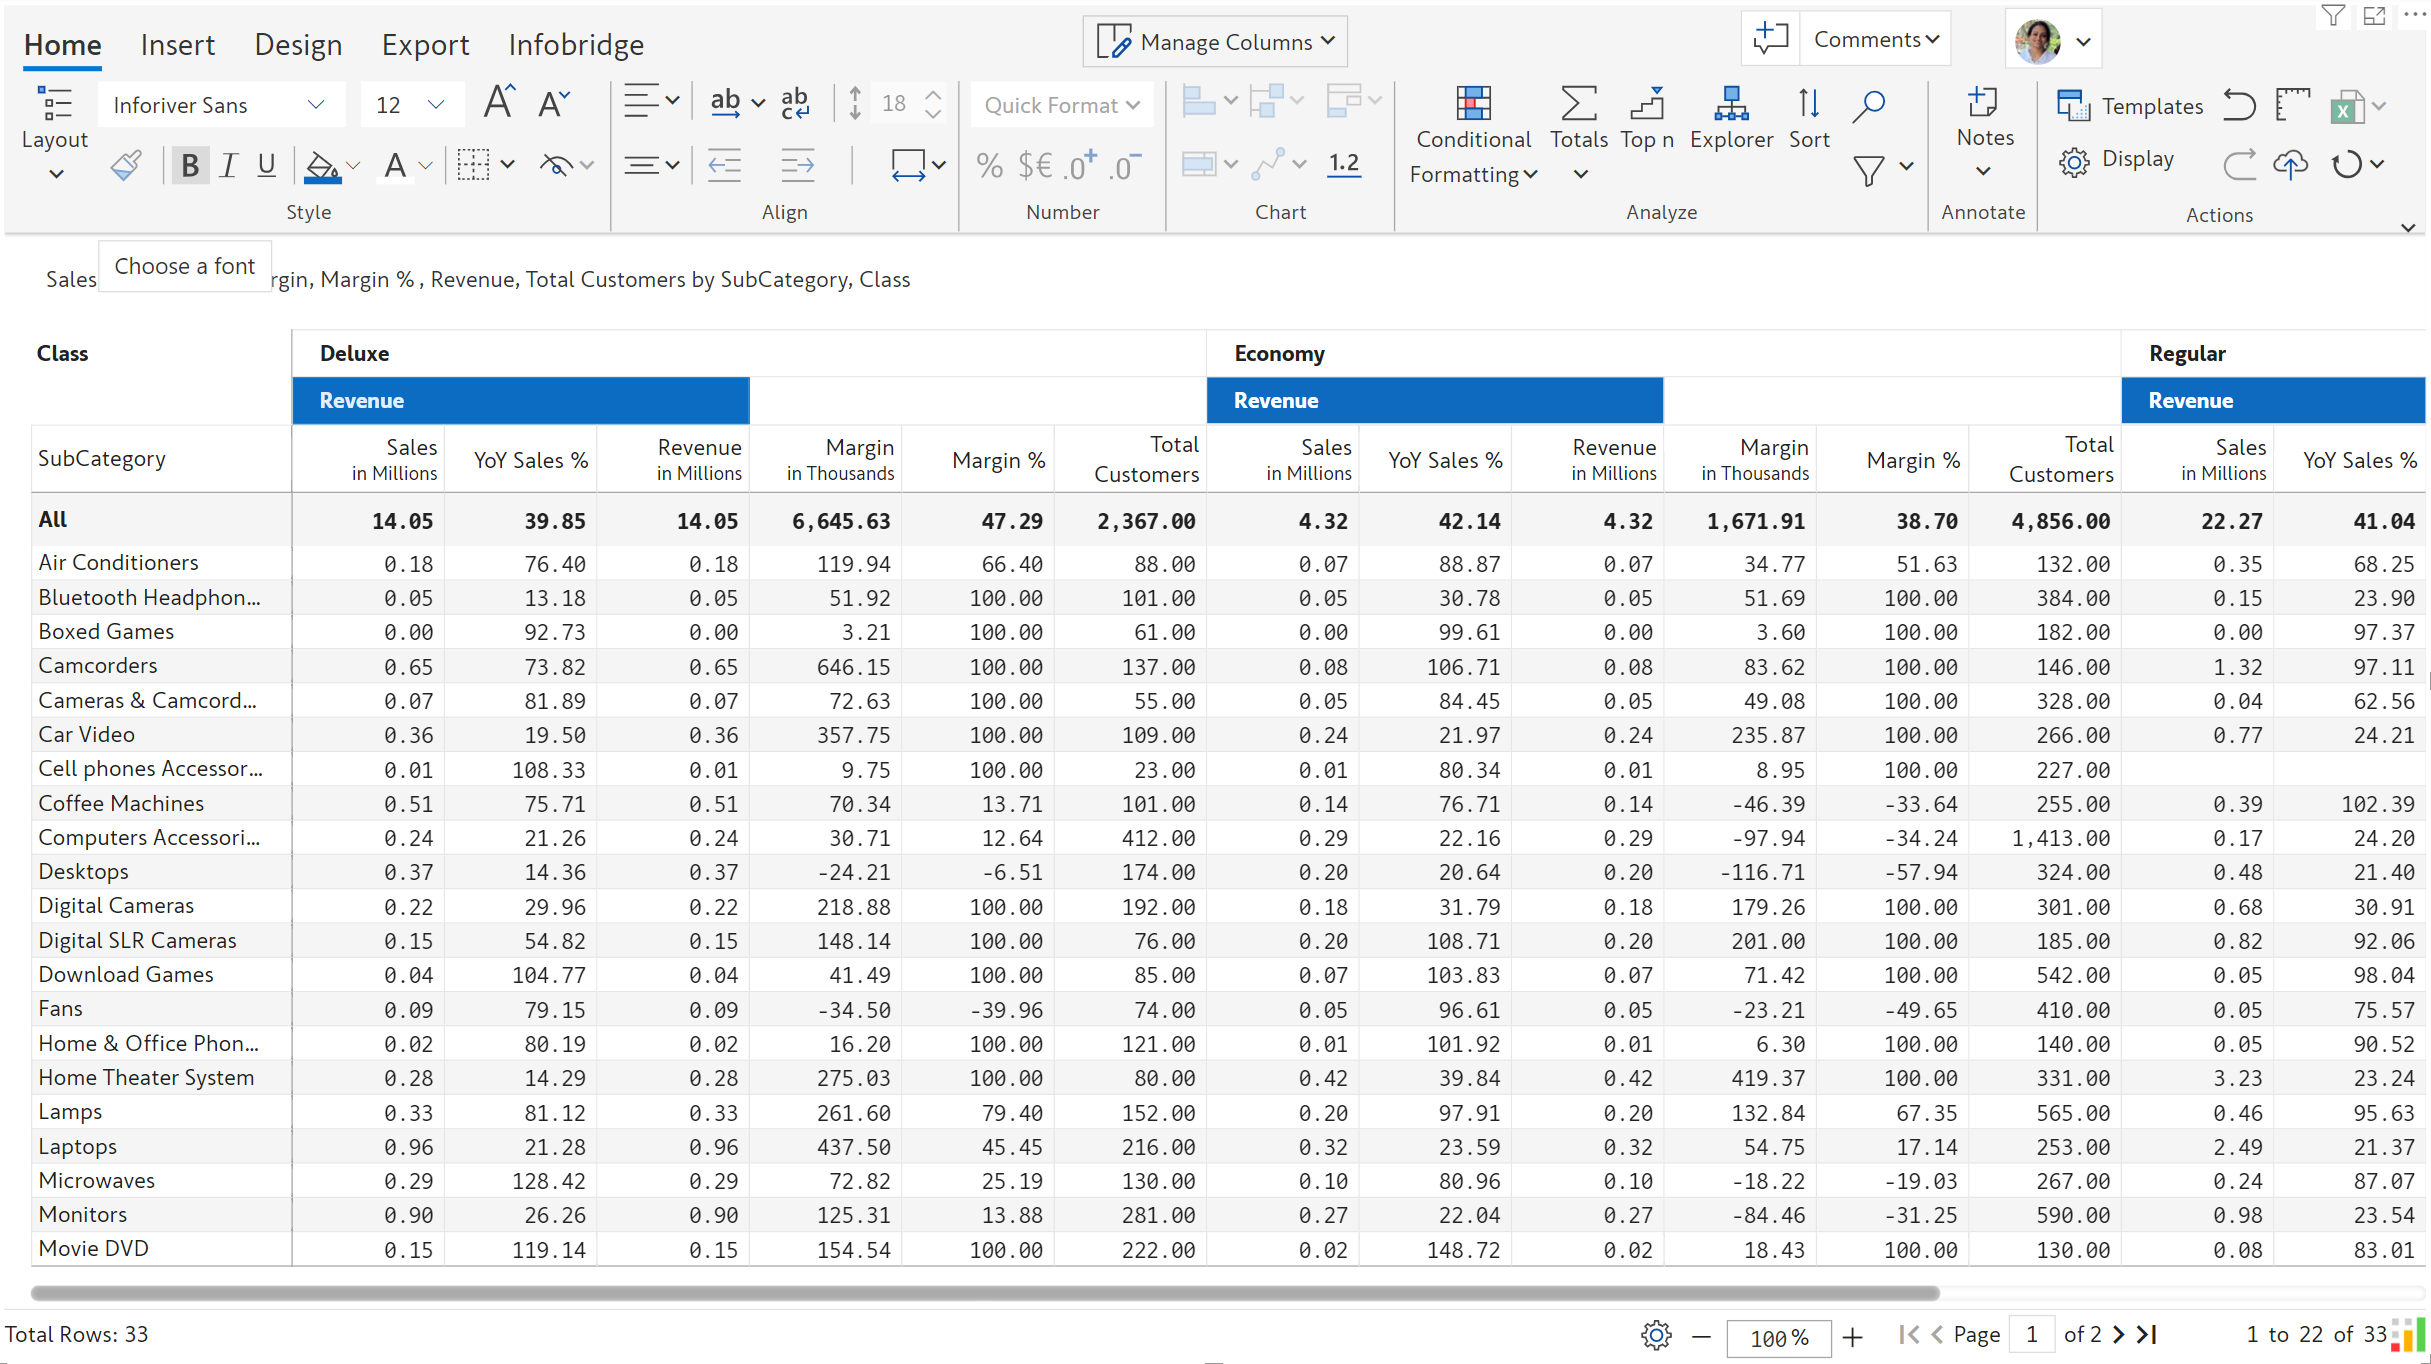 Home Insert Design Export Infobridge Manage Columns Comments
Inforiver Sans 12 18 Quick Format
Layout Conditional Formatting Totals Top n Explorer Sort Notes Templates
B I U A % $€ .0+ .0- 1.2 Display
Style Align Number Chart Analyze Annotate Actions
Choose a font
Sales rgin, Margin % , Revenue, Total Customers by SubCategory, Class
Class Deluxe Economy Regular
Revenue Revenue Revenue
SubCategory Sales in Millions YoY Sales % Revenue in Millions Margin in Thousands Margin % Total Customers Sales in Millions YoY Sales % Revenue in Millions Margin in Thousands Margin % Total Customers Sales in Millions YoY Sales %
All 14.05 39.85 14.05 6,645.63 47.29 2,367.00 4.32 42.14 4.32 1,671.91 38.70 4,856.00 22.27 41.04
Air Conditioners 0.18 76.40 0.18 119.94 66.40 88.00 0.07 88.87 0.07 34.77 51.63 132.00 0.35 68.25
Bluetooth Headphon... 0.05 13.18 0.05 51.92 100.00 101.00 0.05 30.78 0.05 51.69 100.00 384.00 0.15 23.90
Boxed Games 0.00 92.73 0.00 3.21 100.00 61.00 0.00 99.61 0.00 3.60 100.00 182.00 0.00 97.37
Camcorders 0.65 73.82 0.65 646.15 100.00 137.00 0.08 106.71 0.08 83.62 100.00 146.00 1.32 97.11
Cameras & Camcord... 0.07 81.89 0.07 72.63 100.00 55.00 0.05 84.45 0.05 49.08 100.00 328.00 0.04 62.56
Car Video 0.36 19.50 0.36 357.75 100.00 109.00 0.24 21.97 0.24 235.87 100.00 266.00 0.77 24.21
Cell phones Accessor... 0.01 108.33 0.01 9.75 100.00 23.00 0.01 80.34 0.01 8.95 100.00 227.00
Coffee Machines 0.51 75.71 0.51 70.34 13.71 101.00 0.14 76.71 0.14 -46.39 -33.64 255.00 0.39 102.39
Computers Accessori... 0.24 21.26 0.24 30.71 12.64 412.00 0.29 22.16 0.29 -97.94 -34.24 1,413.00 0.17 24.20
Desktops 0.37 14.36 0.37 -24.21 -6.51 174.00 0.20 20.64 0.20 -116.71 -57.94 324.00 0.48 21.40
Digital Cameras 0.22 29.96 0.22 218.88 100.00 192.00 0.18 31.79 0.18 179.26 100.00 301.00 0.68 30.91
Digital SLR Cameras 0.15 54.82 0.15 148.14 100.00 76.00 0.20 108.71 0.20 201.00 100.00 185.00 0.82 92.06
Download Games 0.04 104.77 0.04 41.49 100.00 85.00 0.07 103.83 0.07 71.42 100.00 542.00 0.05 98.04
Fans 0.09 79.15 0.09 -34.50 -39.96 74.00 0.05 96.61 0.05 -23.21 -49.65 410.00 0.05 75.57
Home & Office Phon... 0.02 80.19 0.02 16.20 100.00 121.00 0.01 101.92 0.01 6.30 100.00 140.00 0.05 90.52
Home Theater System 0.28 14.29 0.28 275.03 100.00 80.00 0.42 39.84 0.42 419.37 100.00 331.00 3.23 23.24
Lamps 0.33 81.12 0.33 261.60 79.40 152.00 0.20 97.91 0.20 132.84 67.35 565.00 0.46 95.63
Laptops 0.96 21.28 0.96 437.50 45.45 216.00 0.32 23.59 0.32 54.75 17.14 253.00 2.49 21.37
Microwaves 0.29 128.42 0.29 72.82 25.19 130.00 0.10 80.96 0.10 -18.22 -19.03 267.00 0.24 87.07
Monitors 0.90 26.26 0.90 125.31 13.88 281.00 0.27 22.04 0.27 -84.46 -31.25 590.00 0.98 23.54
Movie DVD 0.15 119.14 0.15 154.54 100.00 222.00 0.02 148.72 0.02 18.43 100.00 130.00 0.08 83.01
Total Rows: 33 100% Page 1 of 2 1 to 22 of 33